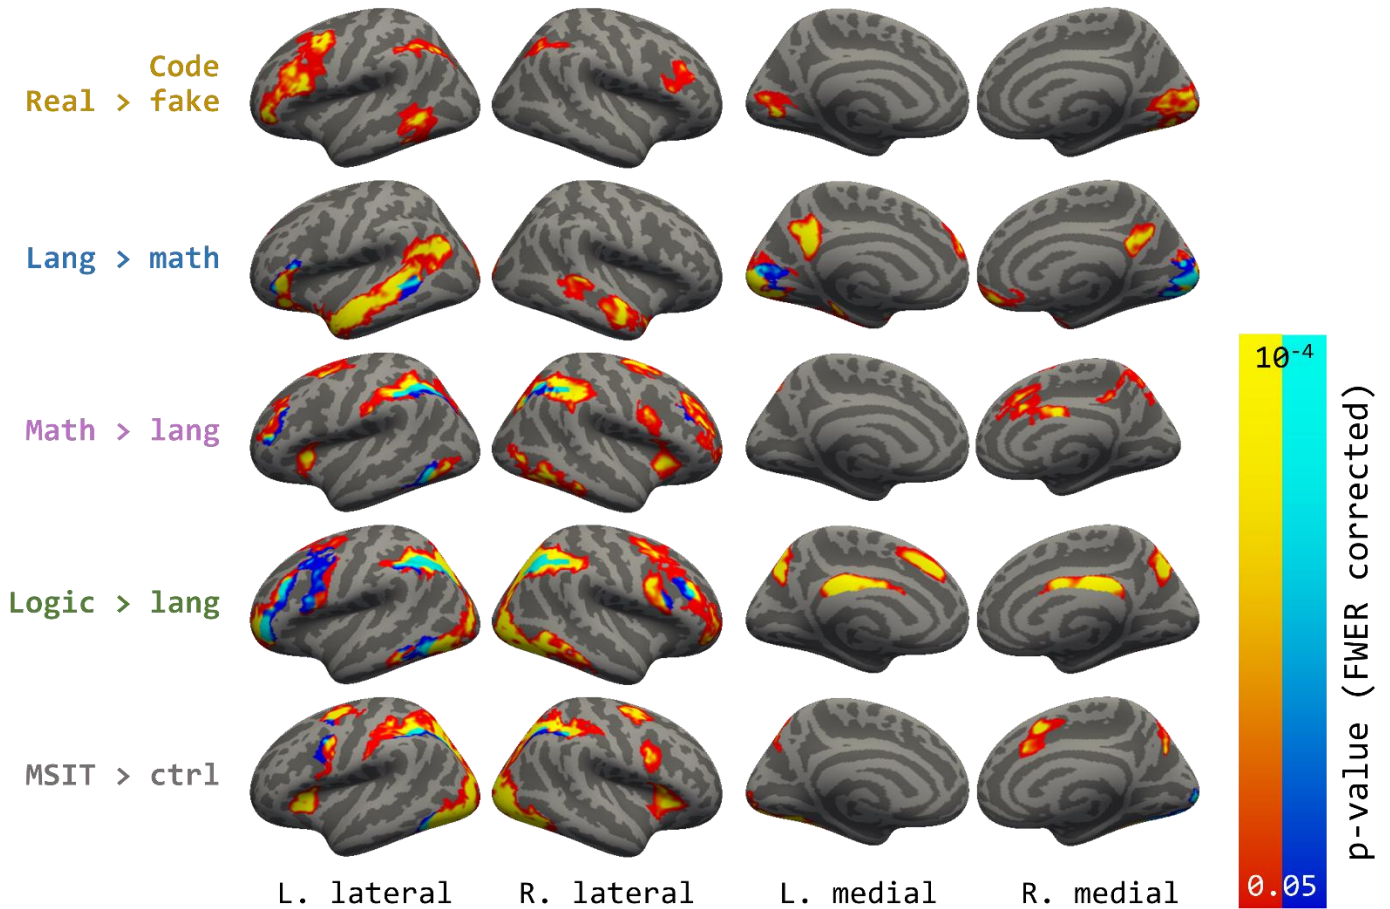 Code
Real > fake
Lang > math
Math > lang
Logic > lang
MSIT > ctrl
L. lateral
R. lateral
L. medial
R. medial
10⁻⁴
0.05
p-value (FWER corrected)